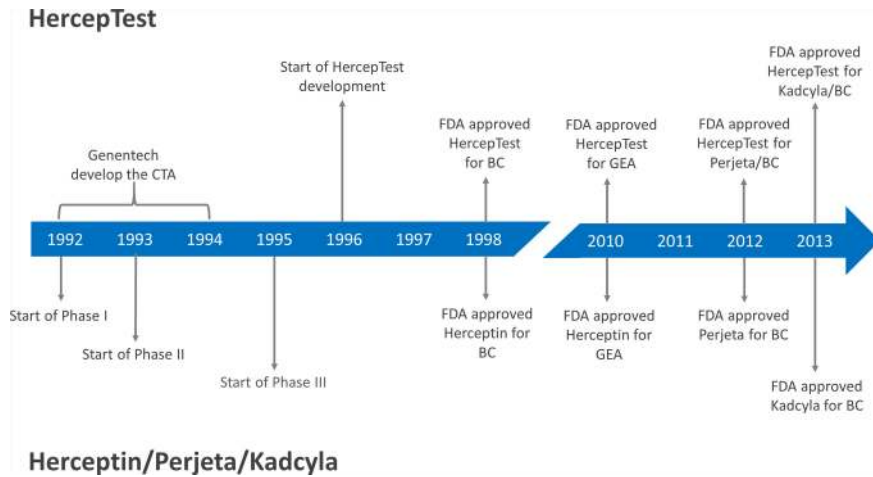 HercepTest
Start of HercepTest
development
FDA approved
HercepTest for
Kadcyla/BC
Genentech
develop the CTA
FDA approved
HercepTest
for BC
FDA approved
HercepTest
for GEA
FDA approved
HercepTest for
Perjeta/BC
1992 1993 1994 1995 1996 1997 1998 2010 2011 2012 2013
Start of Phase I
Start of Phase II
Start of Phase III
FDA approved
Herceptin for
BC
FDA approved
Herceptin for
GEA
FDA approved
Perjeta for BC
FDA approved
Kadcyla for BC
Herceptin/Perjeta/Kadcyla